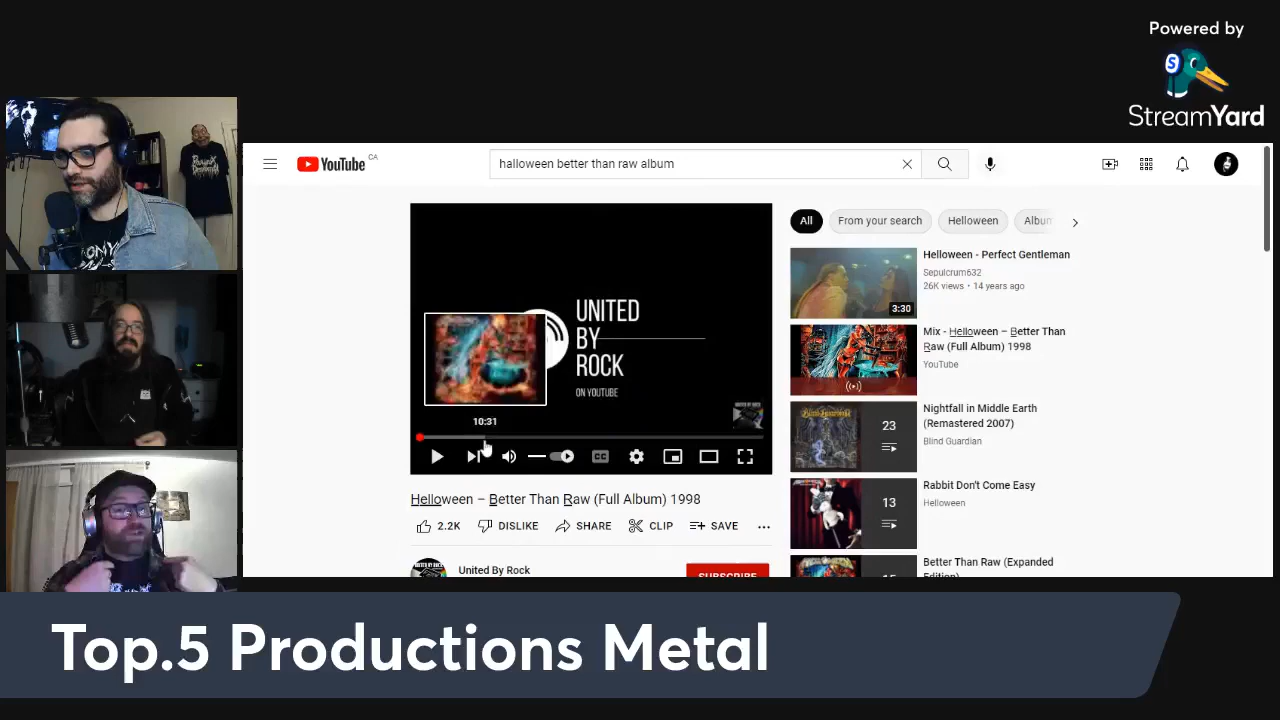 Powered by
S
StreamYard
YouTube
CA
halloween better than raw album
UNITED
BY
ROCK
ON YOUTUBE
10:31
CC
Helloween – Better Than Raw (Full Album) 1998
2.2K
DISLIKE
SHARE
CLIP
SAVE
United By Rock
SUBSCRIBE
All
From your search
Helloween
Album
Helloween - Perfect Gentleman
Sepulcrum632
26K views • 14 years ago
3:30
Mix - Helloween – Better Than
Raw (Full Album) 1998
YouTube
Nightfall in Middle Earth
(Remastered 2007)
Blind Guardian
23
Rabbit Don't Come Easy
Helloween
13
Better Than Raw (Expanded
Edition)
Top.5 Productions Metal